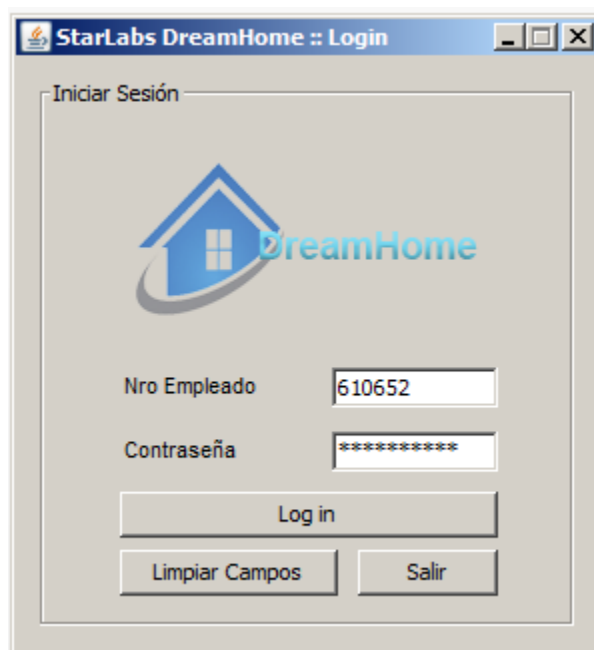 StarLabs DreamHome :: Login
Iniciar Sesión
DreamHome
Nro Empleado 610652
Contraseña **********
Log in
Limpiar Campos Salir